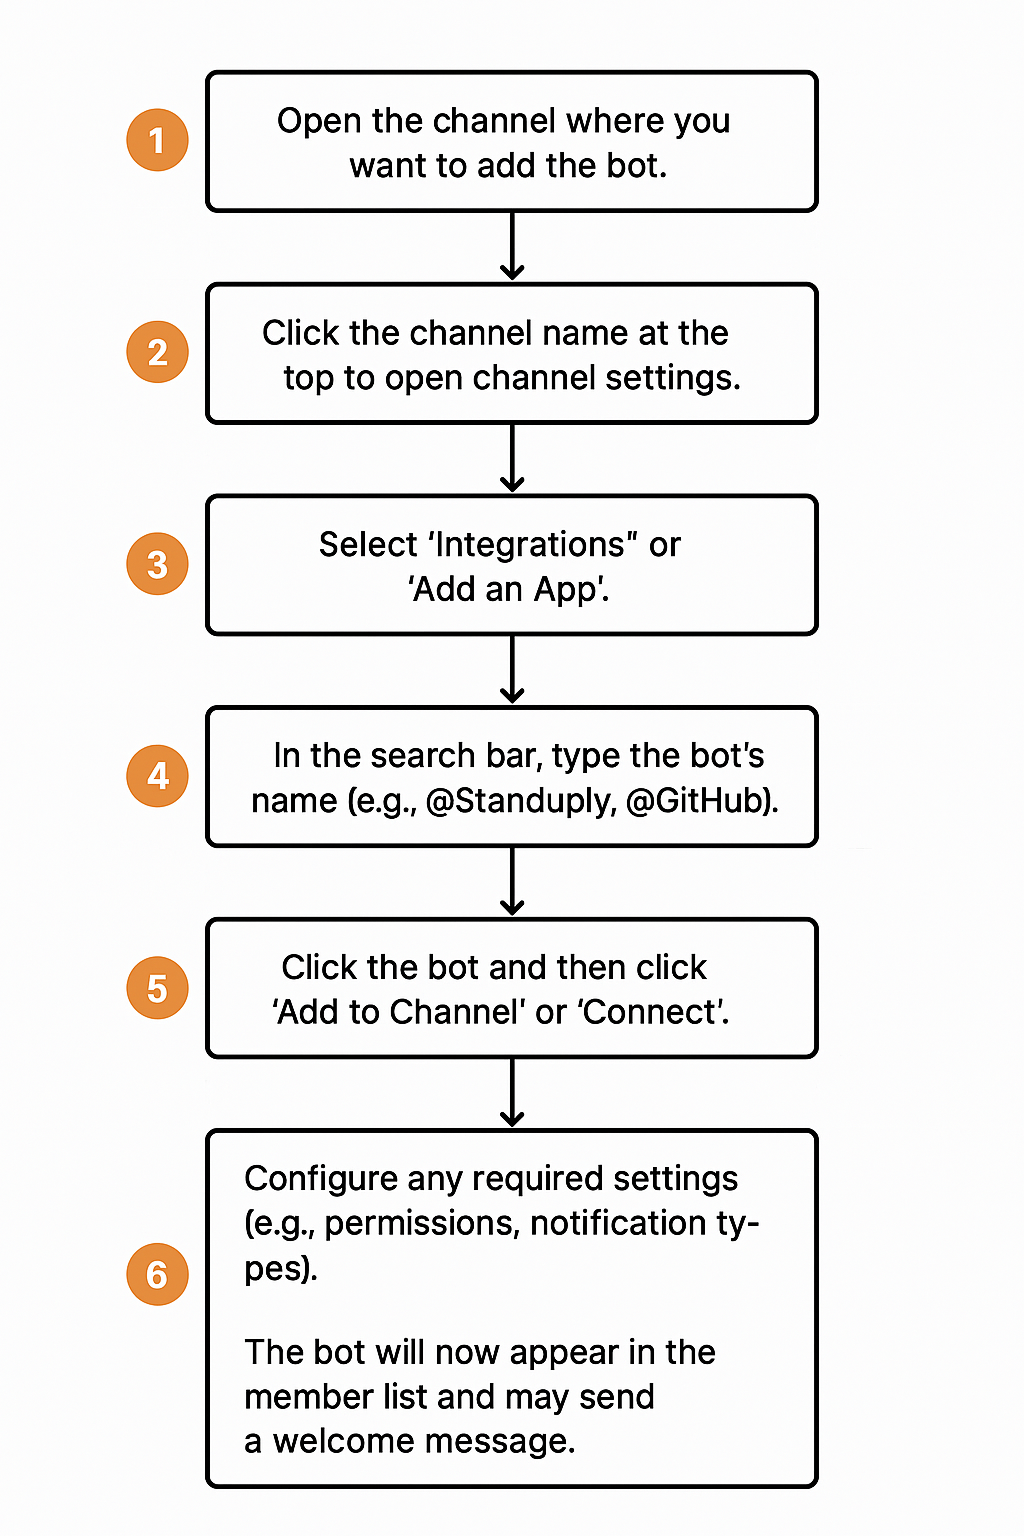 1
Open the channel where you
want to add the bot.
2
Click the channel name at the
top to open channel settings.
3
Select ‘Integrations” or
‘Add an App’.
4
In the search bar, type the bot’s
name (e.g., @Standuply, @GitHub).
5
Click the bot and then click
‘Add to Channel’ or ‘Connect’.
6
Configure any required settings
(e.g., permissions, notification ty-
pes).
The bot will now appear in the
member list and may send
a welcome message.